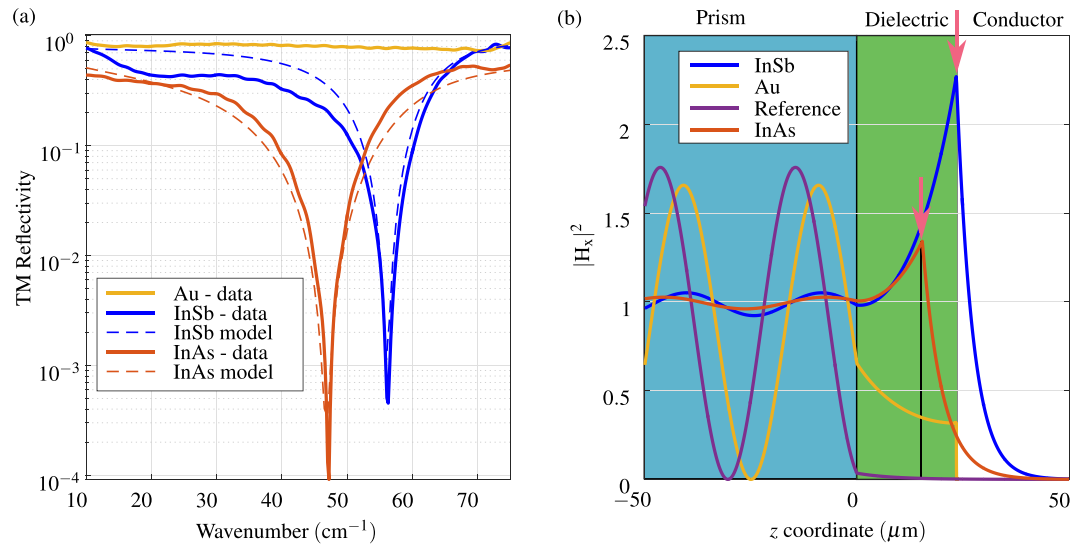 (a)
10⁰
10⁻¹
10⁻²
10⁻³
10⁻⁴
TM Reflectivity
Au - data
InSb - data
InSb model
InAs - data
InAs model
10 20 30 40 50 60 70
Wavenumber (cm⁻¹)
(b)
Prism Dielectric Conductor
2.5
2
1.5
1
0.5
0
|Hₓ|²
InSb
Au
Reference
InAs
−50 0 50
z coordinate (μm)